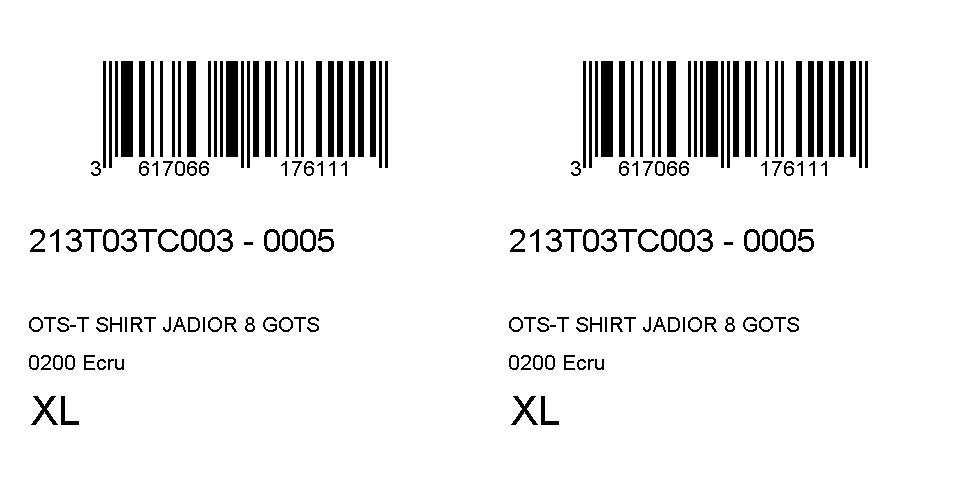 3 617066 176111
213T03TC003 - 0005
OTS-T SHIRT JADIOR 8 GOTS
0200 Ecru
XL
3 617066 176111
213T03TC003 - 0005
OTS-T SHIRT JADIOR 8 GOTS
0200 Ecru
XL